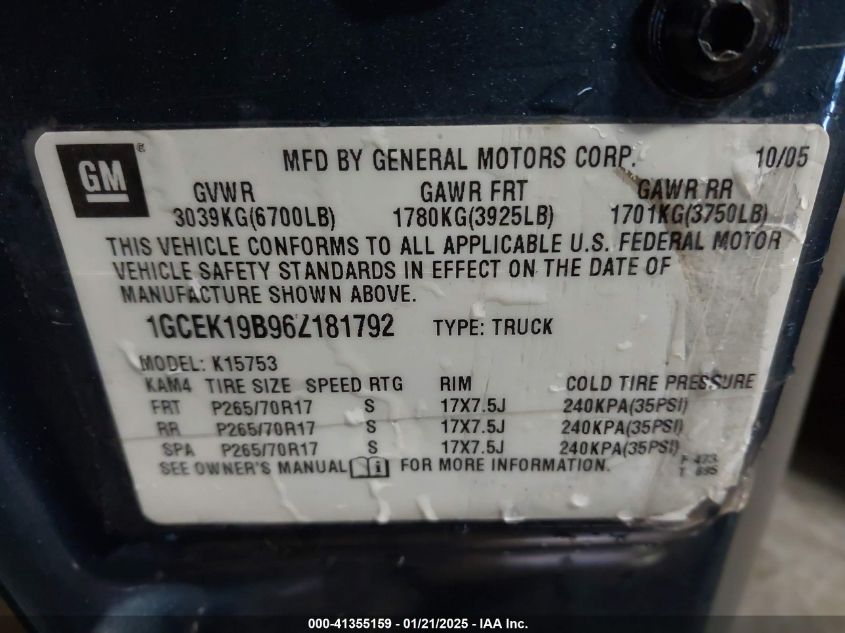 GM ® MFD BY GENERAL MOTORS CORP. 10/05
GVWR GAWR FRT GAWR RR
3039KG(6700LB) 1780KG(3925LB) 1701KG(3750LB)
THIS VEHICLE CONFORMS TO ALL APPLICABLE U.S. FEDERAL MOTOR
VEHICLE SAFETY STANDARDS IN EFFECT ON THE DATE OF
MANUFACTURE SHOWN ABOVE.
1GCEK19B96Z181792 TYPE: TRUCK
MODEL: K15753
KAM4 TIRE SIZE SPEED RTG RIM COLD TIRE PRESSURE
FRT P265/70R17 S 17X7.5J 240KPA(35PSI)
RR P265/70R17 S 17X7.5J 240KPA(35PSI)
SPA P265/70R17 S 17X7.5J 240KPA(35PSI)
SEE OWNER'S MANUAL i FOR MORE INFORMATION.
000-41355159 - 01/21/2025 - IAA Inc.